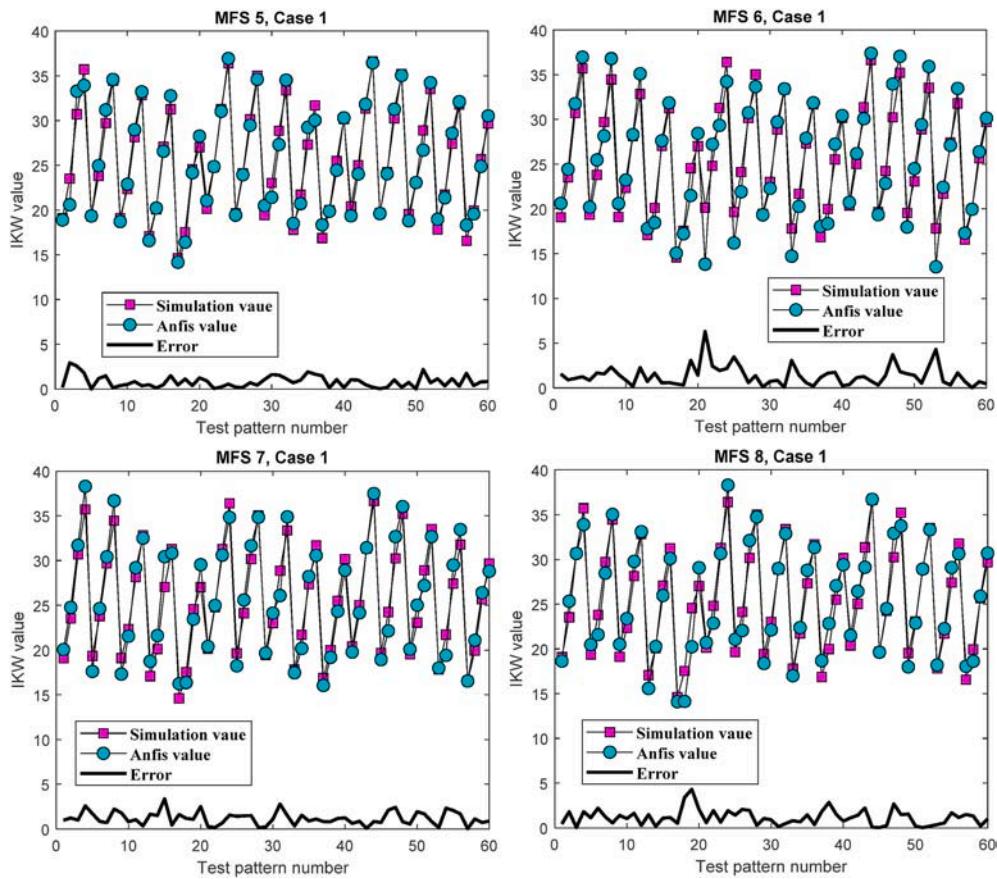 MFS 5, Case 1
40
35
30
25
20
15
10
5
0
IKW value
Simulation vaue
Anfis value
Error
0
10
20
30
40
50
60
Test pattern number
MFS 6, Case 1
40
35
30
25
20
15
10
5
0
IKW value
Simulation vaue
Anfis value
Error
0
10
20
30
40
50
60
Test pattern number
MFS 7, Case 1
40
35
30
25
20
15
10
5
0
IKW value
Simulation vaue
Anfis value
Error
0
10
20
30
40
50
60
Test pattern number
MFS 8, Case 1
40
35
30
25
20
15
10
5
0
IKW value
Simulation vaue
Anfis value
Error
0
10
20
30
40
50
60
Test pattern number